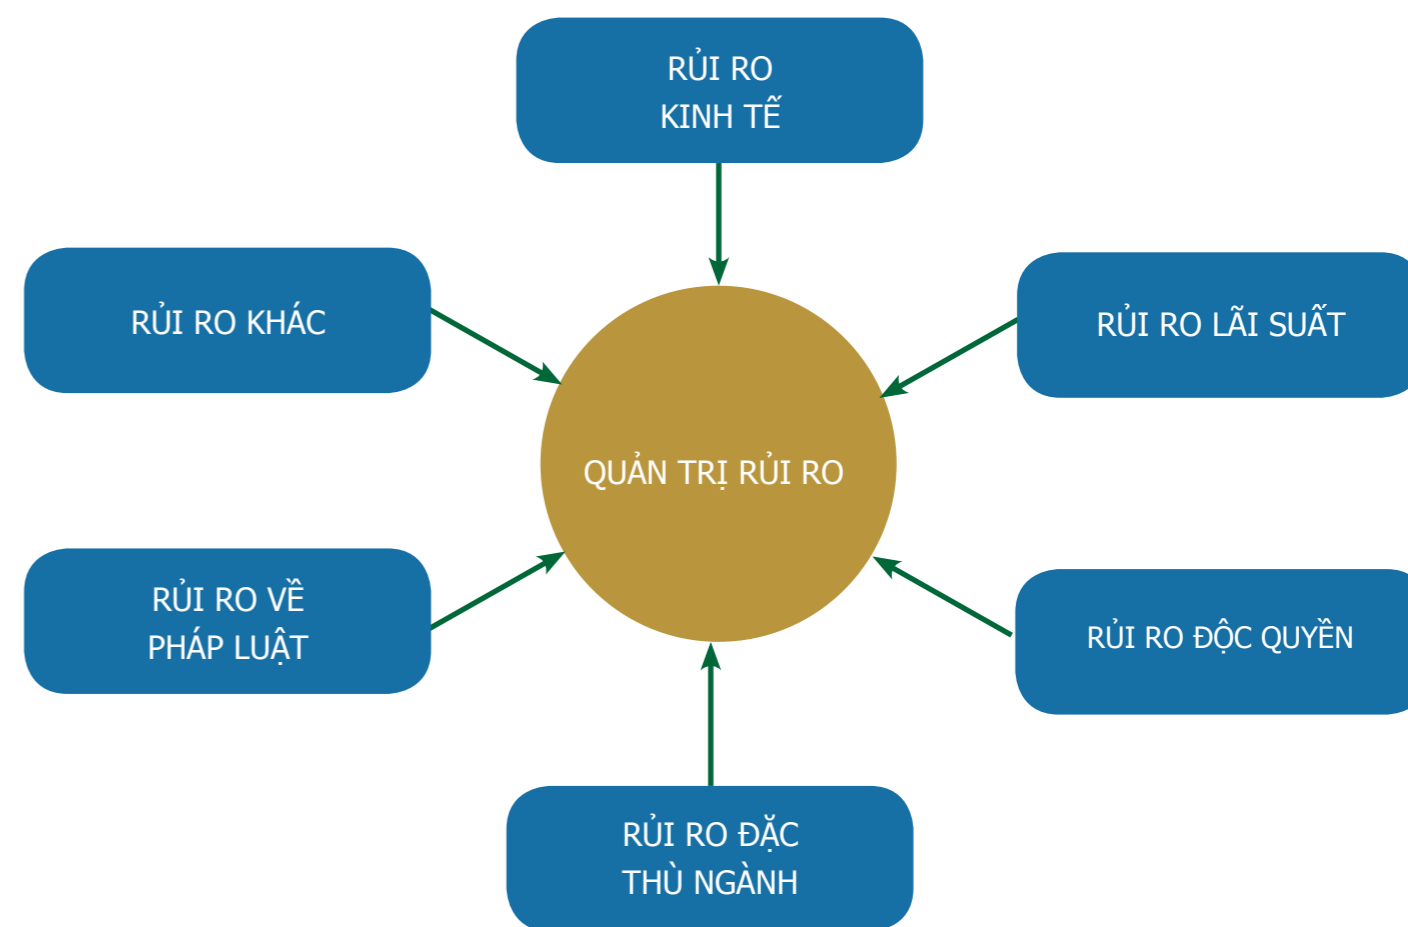 RỦI RO
KINH TẾ
RỦI RO KHÁC
RỦI RO LÃI SUẤT
QUẢN TRỊ RỦI RO
RỦI RO VỀ
PHÁP LUẬT
RỦI RO ĐỘC QUYỀN
RỦI RO ĐẶC
THÙ NGÀNH